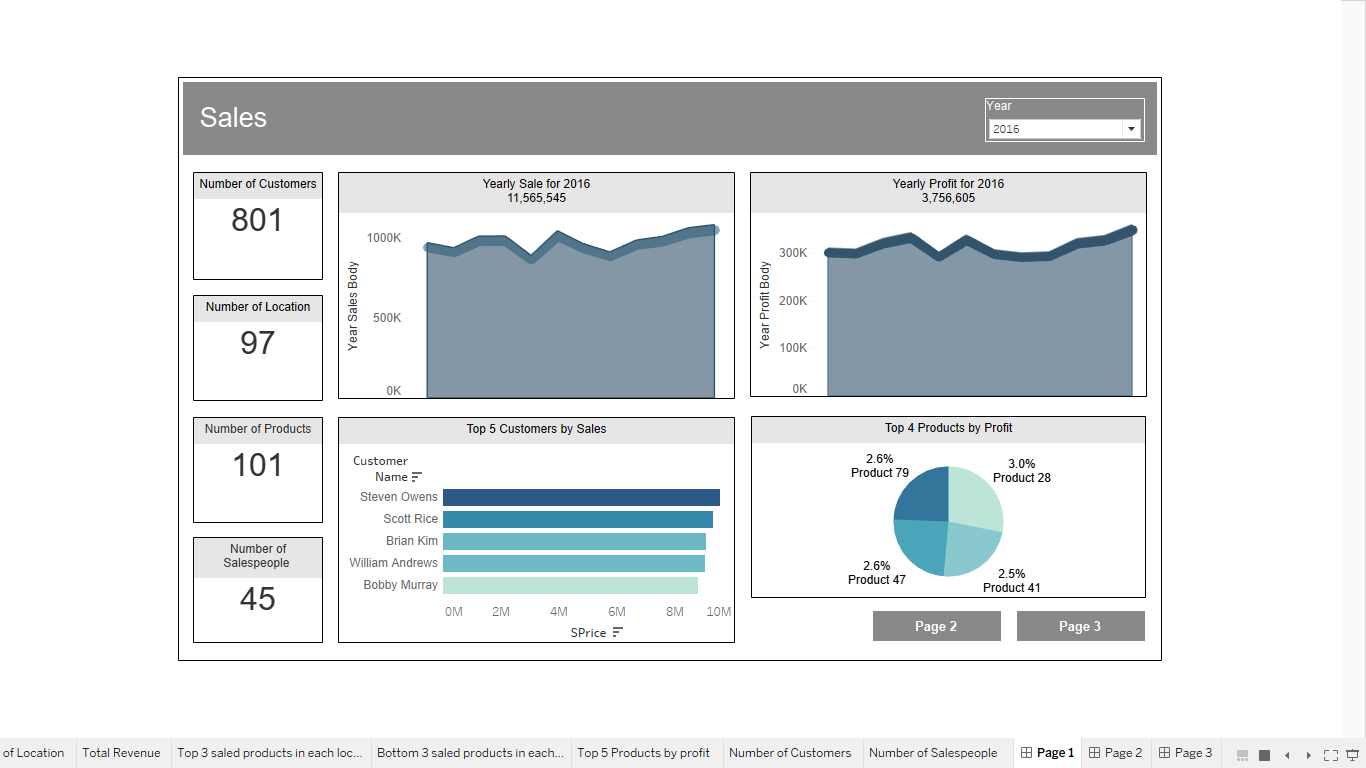 Sales
Year
2016
Number of Customers
801
Number of Location
97
Number of Products
101
Number of
Salespeople
45
Yearly Sale for 2016
11,565,545
Year Sales Body
1000K
500K
0K
Yearly Profit for 2016
3,756,605
Year Profit Body
300K
200K
100K
0K
Top 5 Customers by Sales
Customer
Name
Steven Owens
Scott Rice
Brian Kim
William Andrews
Bobby Murray
0M 2M 4M 6M 8M 10M
SPrice
Top 4 Products by Profit
2.6%
Product 79
3.0%
Product 28
2.6%
Product 47
2.5%
Product 41
Page 2 Page 3
of Location Total Revenue Top 3 saled products in each loc... Bottom 3 saled products in each... Top 5 Products by profit Number of Customers Number of Salespeople Page 1 Page 2 Page 3